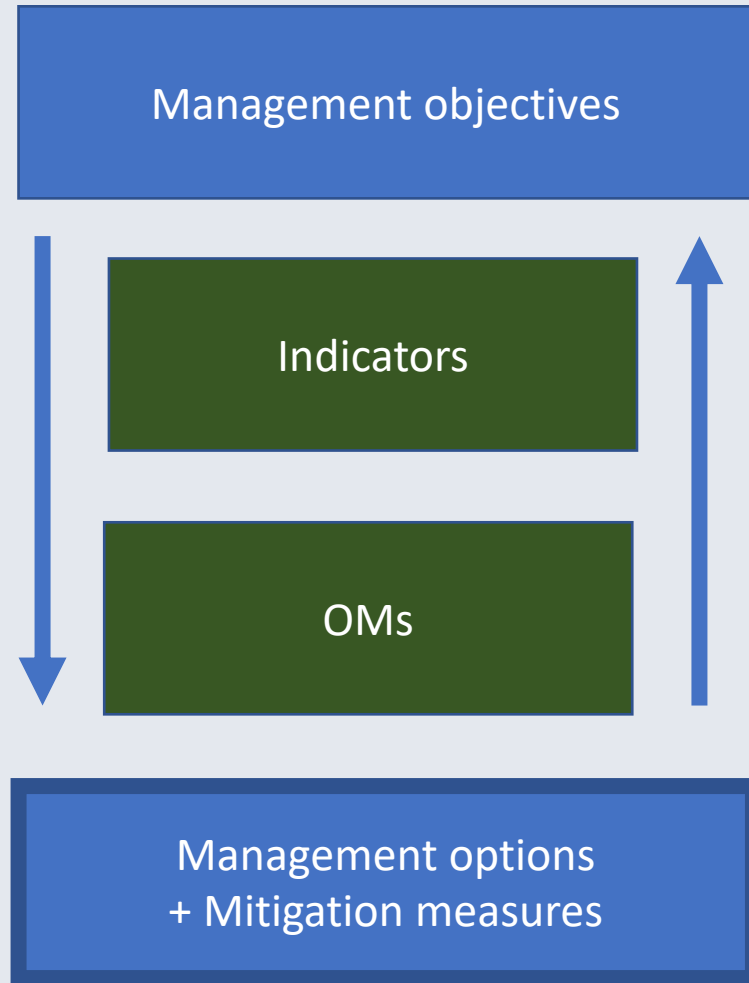 Management objectives
Indicators
OMs
Management options
+ Mitigation measures